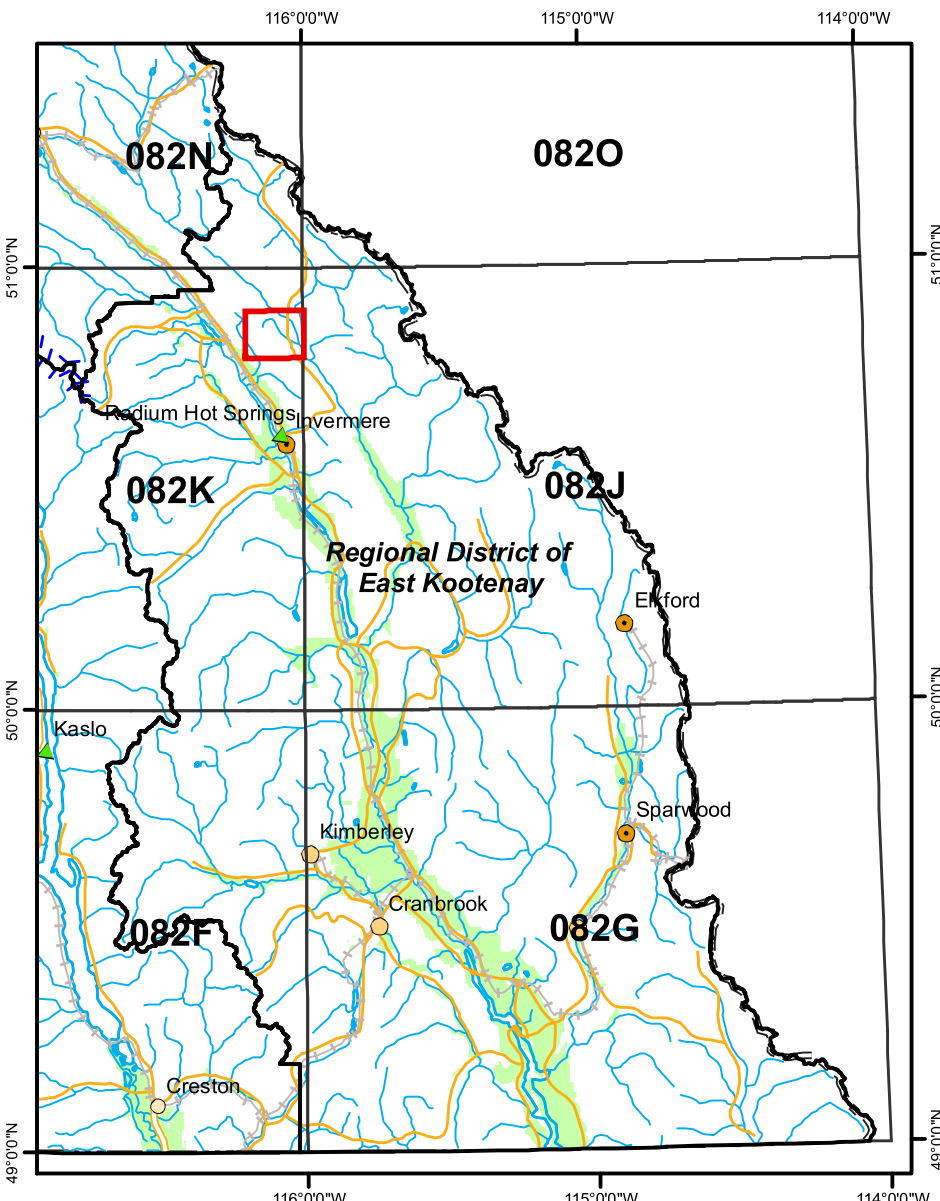 116°0'0"W
115°0'0"W
114°0'0"W
082N
082O
51°0'0"N
51°0'0"N
Radium Hot Springs
Invermere
082K
082J
Regional District of
East Kootenay
Elkford
50°0'0"N
50°0'0"N
Kaslo
Sparwood
Kimberley
Cranbrook
082F
082G
Creston
49°0'0"N
49°0'0"N
116°0'0"W
115°0'0"W
114°0'0"W